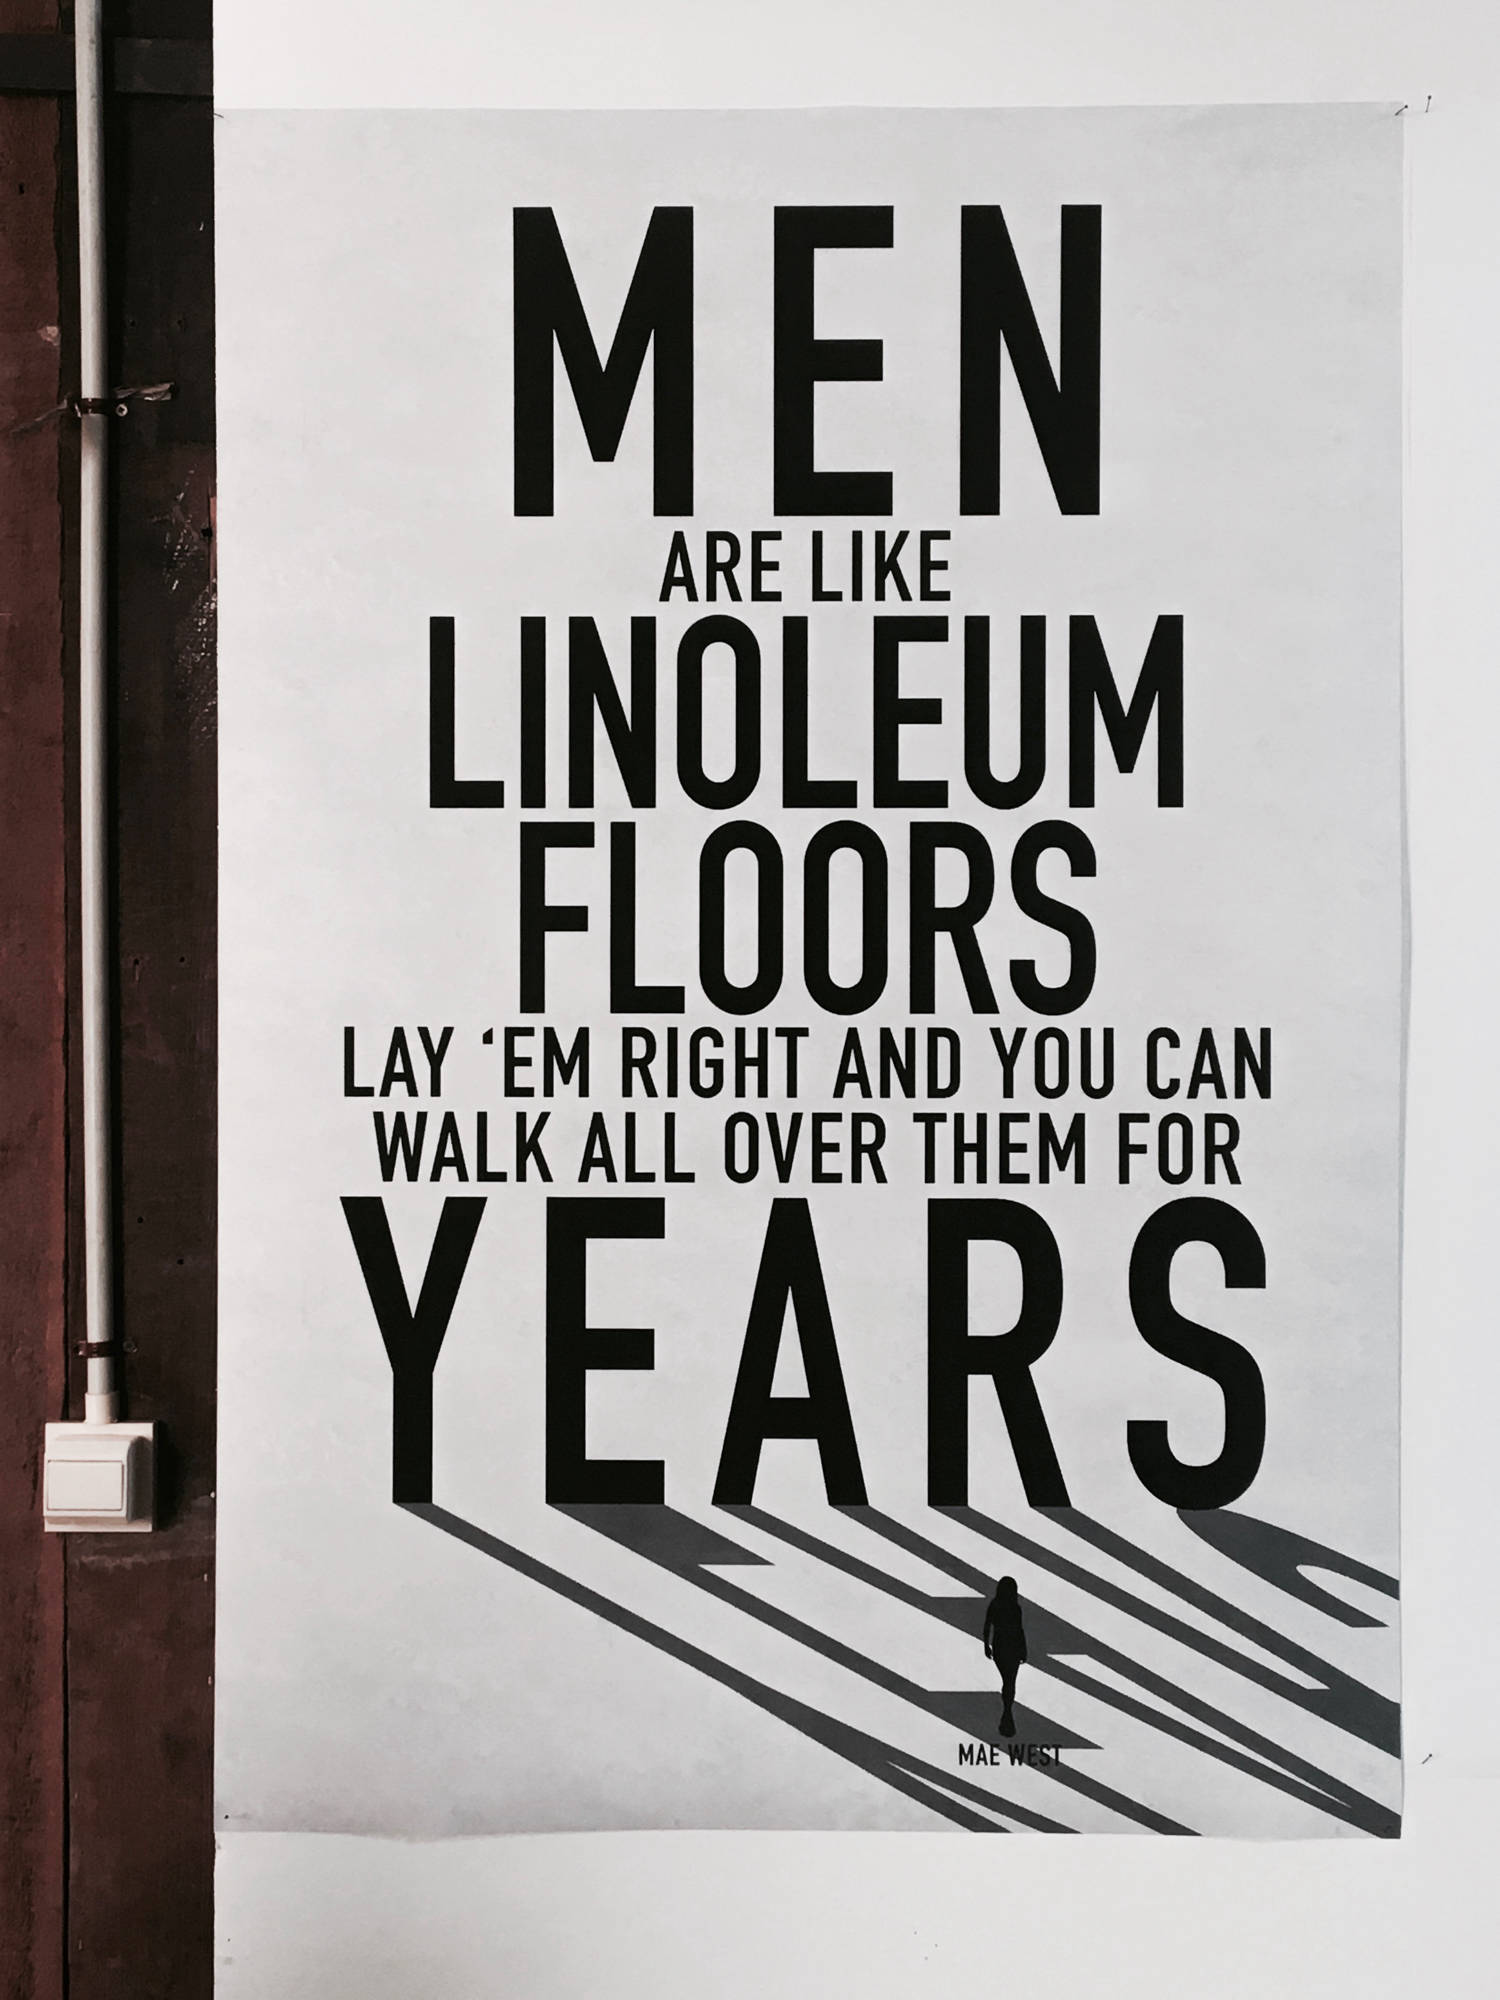 MEN
ARE LIKE
LINOLEUM
FLOORS
LAY ‘EM RIGHT AND YOU CAN
WALK ALL OVER THEM FOR
YEARS
MAE WEST